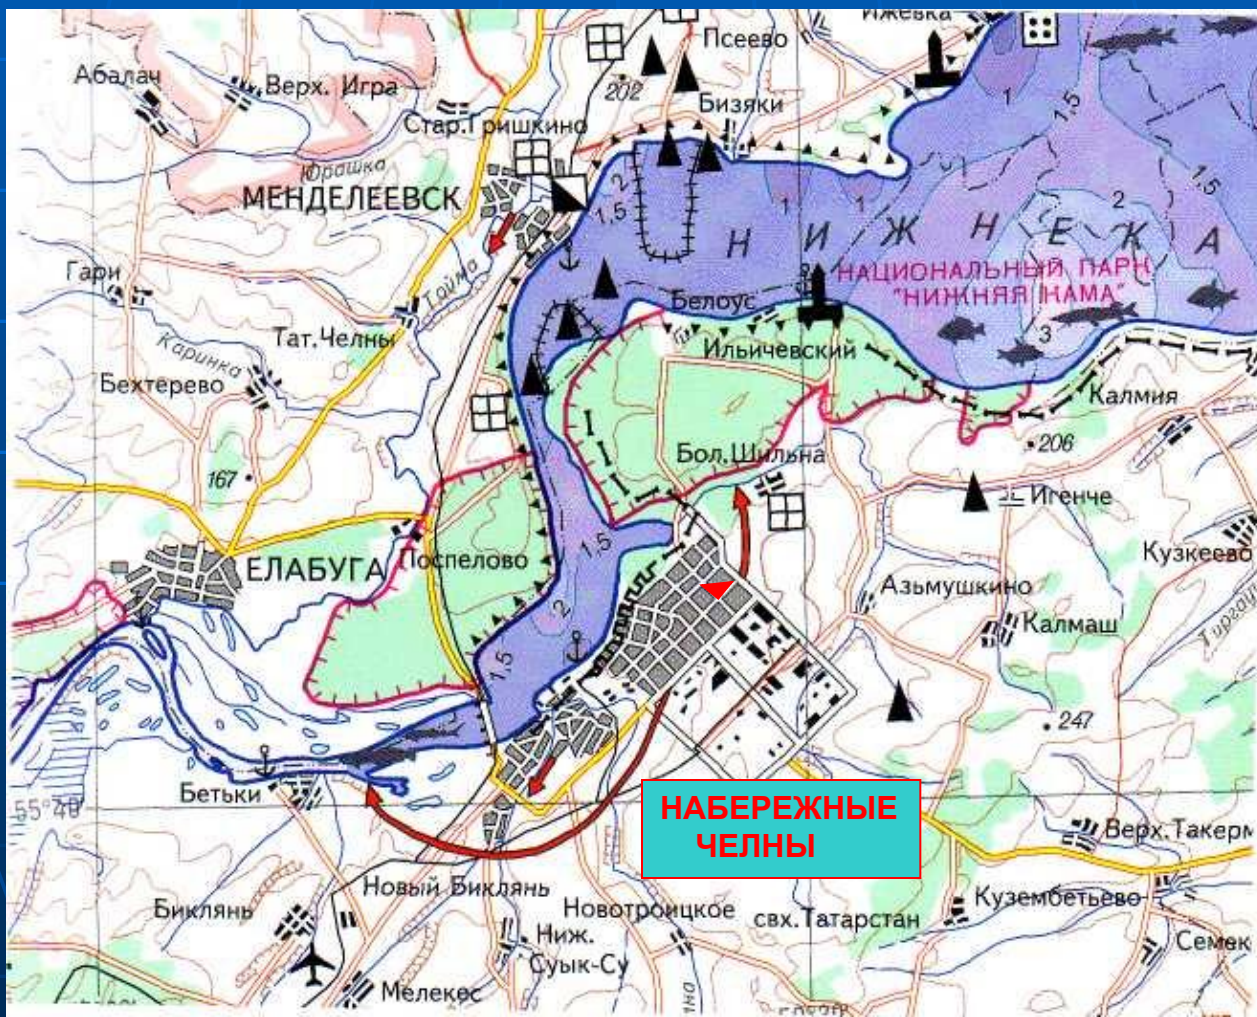 Ижевка
Псеево
Абалач
Верх. Игра
202
Бизяки
1
1,5
Стар.Гришкино
Юрашка
МЕНДЕЛЕЕВСК
2
1,5
1
1
2
1,5
НИЖНЕКА
Гари
Тойма
НАЦИОНАЛЬНЫЙ ПАРК
"НИЖНЯЯ КАМА"
Белоус
Каринка
Тат.Челны
Ильичевский
3
Бехтерево
Калмия
167
Бол.Шильна
206
Игенче
ЕЛАБУГА
Поспелово
1,5
Кузкеево
Азьмушкино
2
Калмаш
1,5
247
Бетьки
55°40'
НАБЕРЕЖНЫЕ
ЧЕЛНЫ
Верх.Такерм
Новый Биклянь
Биклянь
Новотроицкое
свх.Татарстан
Кузембетьево
Ниж.
Суык-Су
Семек
Мелекес